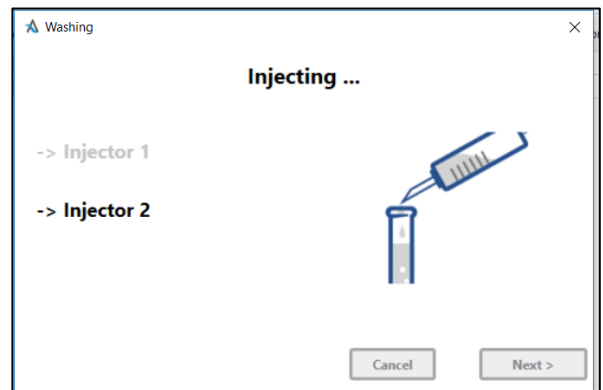 Washing
Injecting ...
-> Injector 1
-> Injector 2
Cancel
Next >